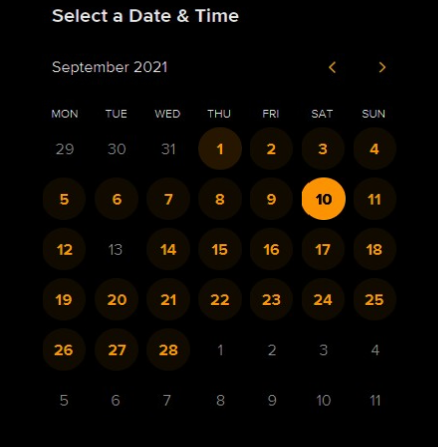 Select a Date & Time
September 2021
MON TUE WED THU FRI SAT SUN
29 30 31 1 2 3 4
5 6 7 8 9 10 11
12 13 14 15 16 17 18
19 20 21 22 23 24 25
26 27 28 1 2 3 4
5 6 7 8 9 10 11